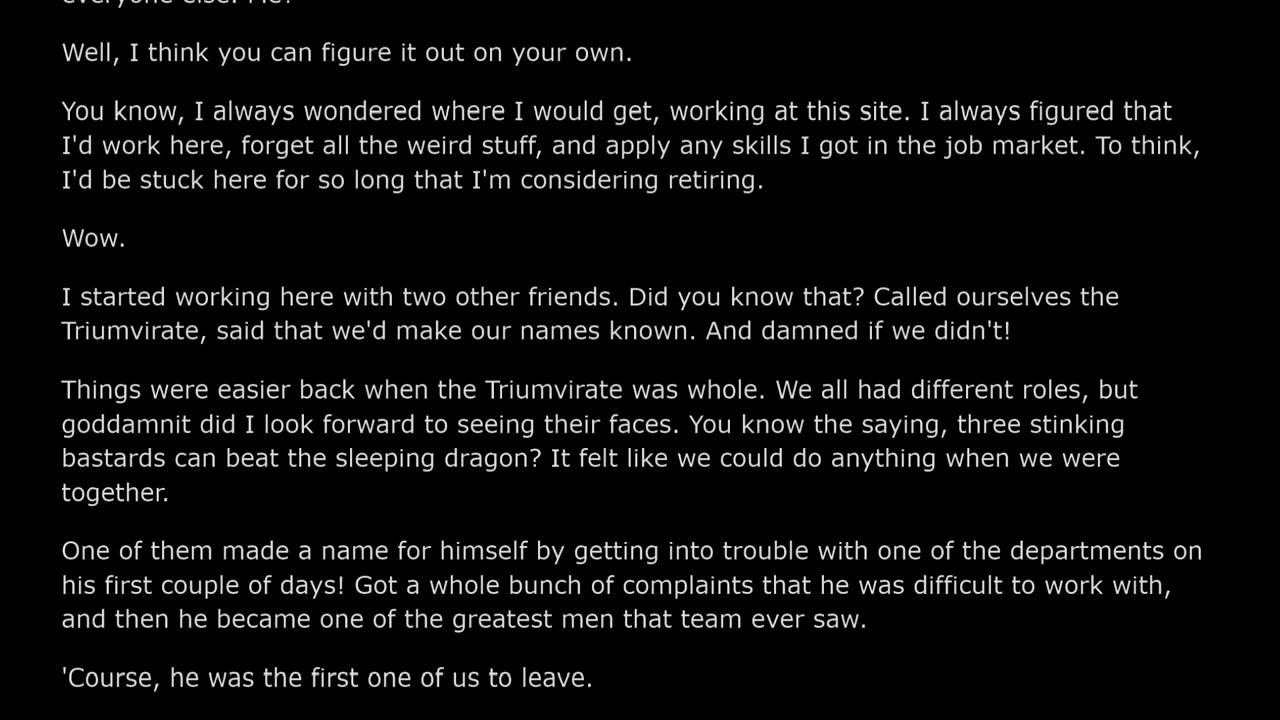 everyone else. Me?
Well, I think you can figure it out on your own.
You know, I always wondered where I would get, working at this site. I always figured that
I'd work here, forget all the weird stuff, and apply any skills I got in the job market. To think,
I'd be stuck here for so long that I'm considering retiring.
Wow.
I started working here with two other friends. Did you know that? Called ourselves the
Triumvirate, said that we'd make our names known. And damned if we didn't!
Things were easier back when the Triumvirate was whole. We all had different roles, but
goddamnit did I look forward to seeing their faces. You know the saying, three stinking
bastards can beat the sleeping dragon? It felt like we could do anything when we were
together.
One of them made a name for himself by getting into trouble with one of the departments on
his first couple of days! Got a whole bunch of complaints that he was difficult to work with,
and then he became one of the greatest men that team ever saw.
'Course, he was the first one of us to leave.